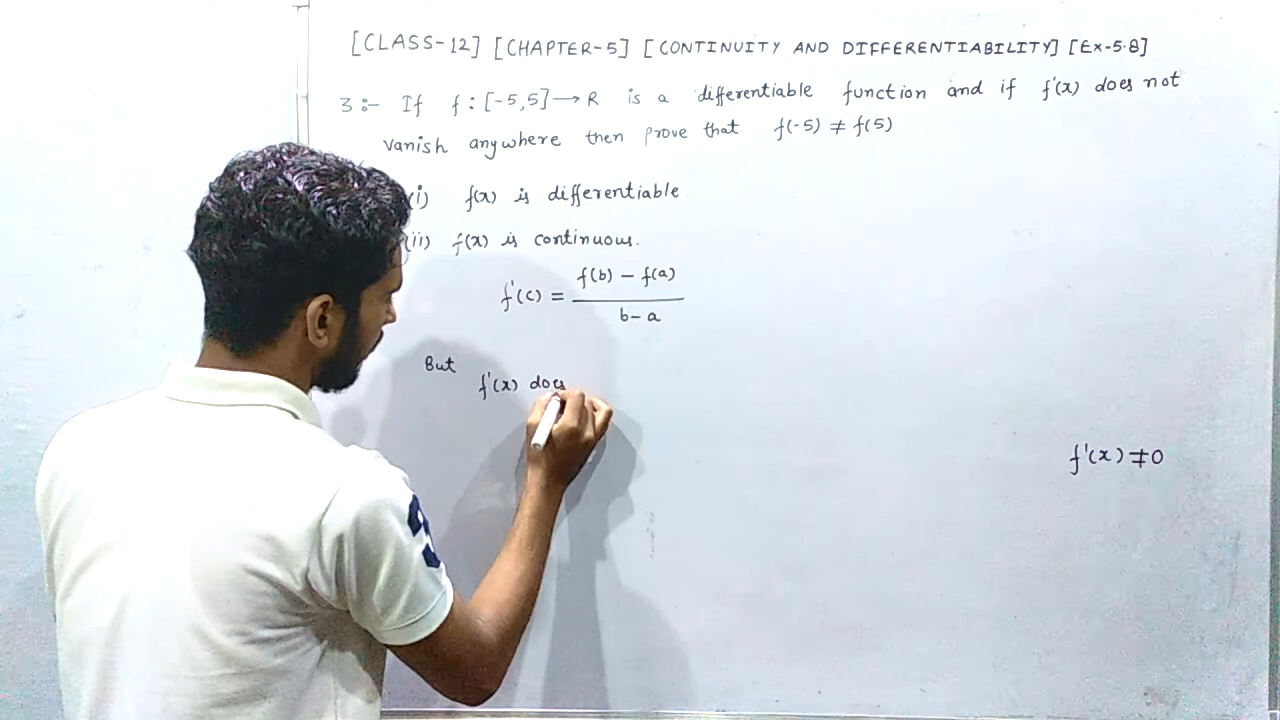 [CLASS-12] [CHAPTER-5] [CONTINUITY AND DIFFERENTIABILITY] [Ex-5.8]
3:- If f : [-5,5] → R is a differentiable function and if f'(x) does not
vanish anywhere then prove that f(-5) ≠ f(5)
(i) f(x) is differentiable
(ii) f(x) is continuous.
f'(c) = f(b) - f(a) / b - a
But
f'(x) does
f'(x) ≠ 0